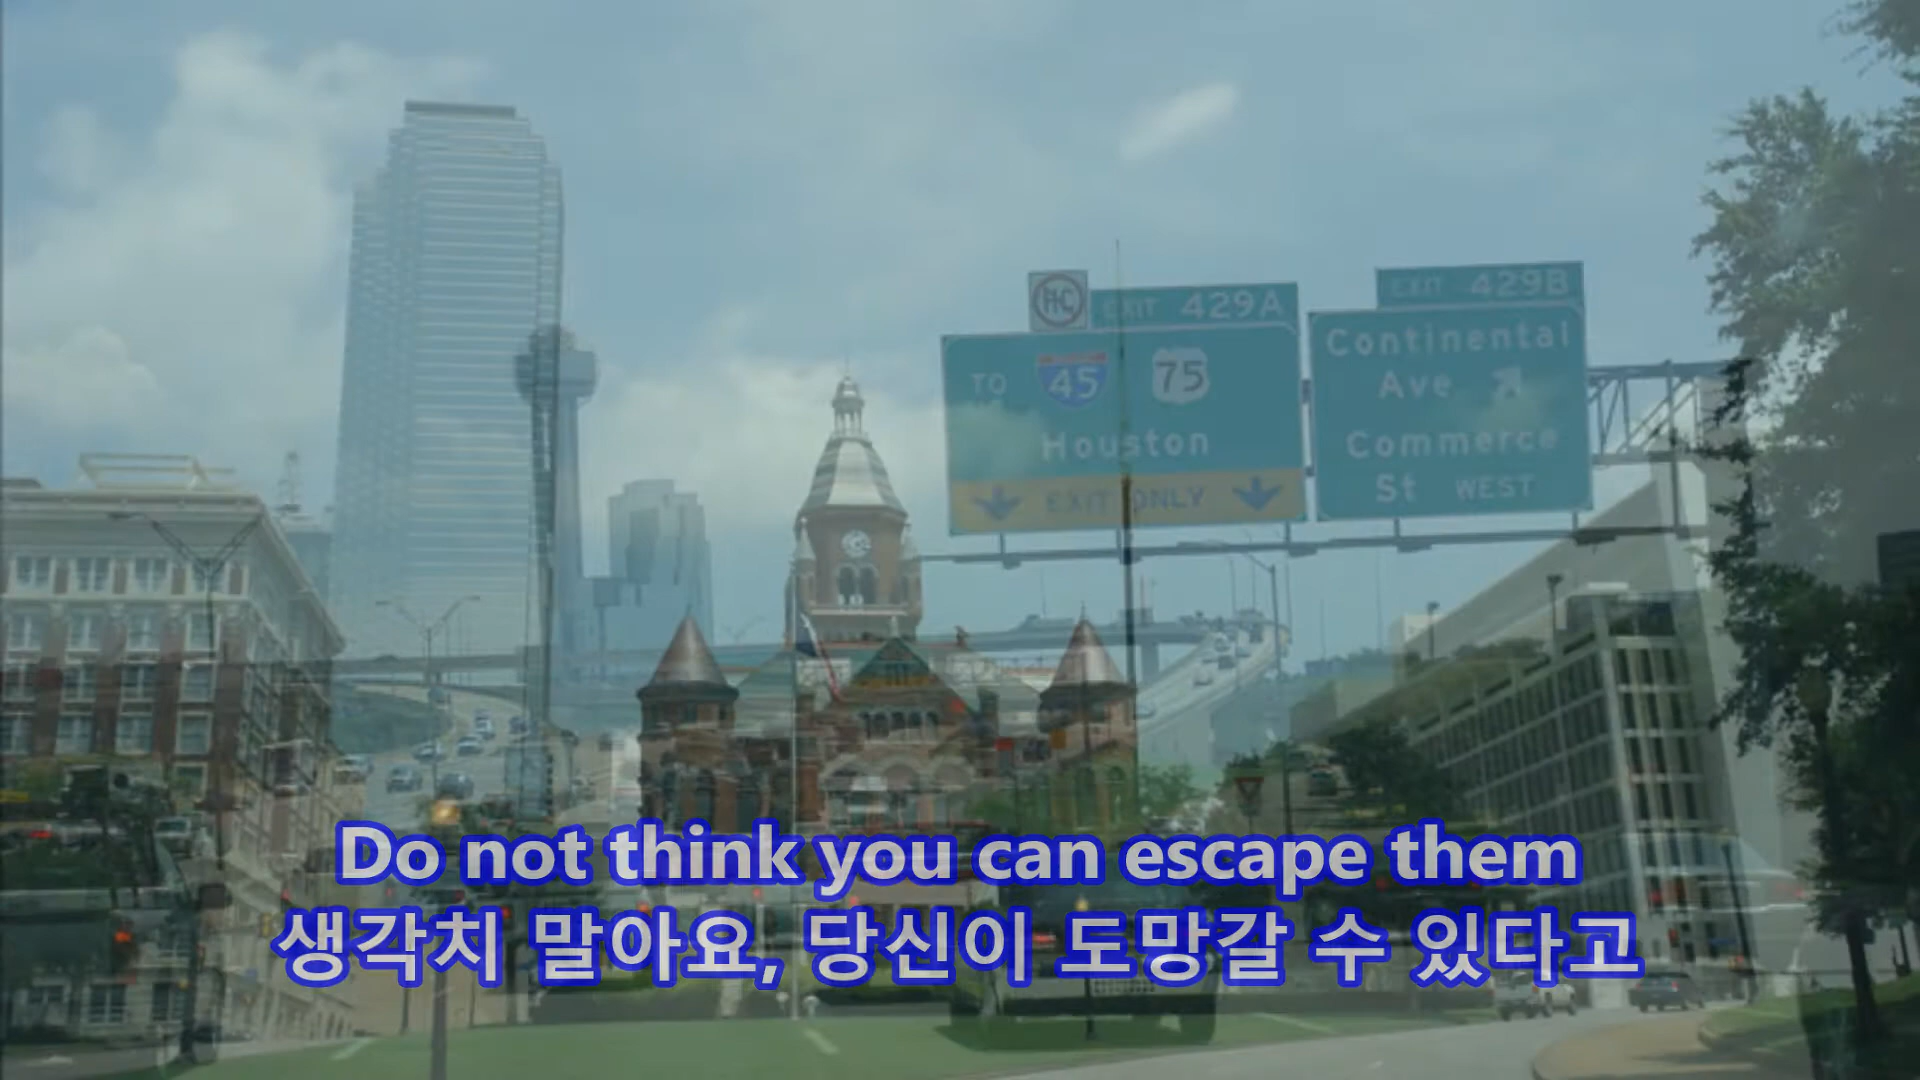 EXIT 429B
EXIT 429A
HC
Continental
Ave
TO 45 75
Houston
Commerce
St WEST
EXIT ONLY
Do not think you can escape them
생각치 말아요, 당신이 도망갈 수 있다고